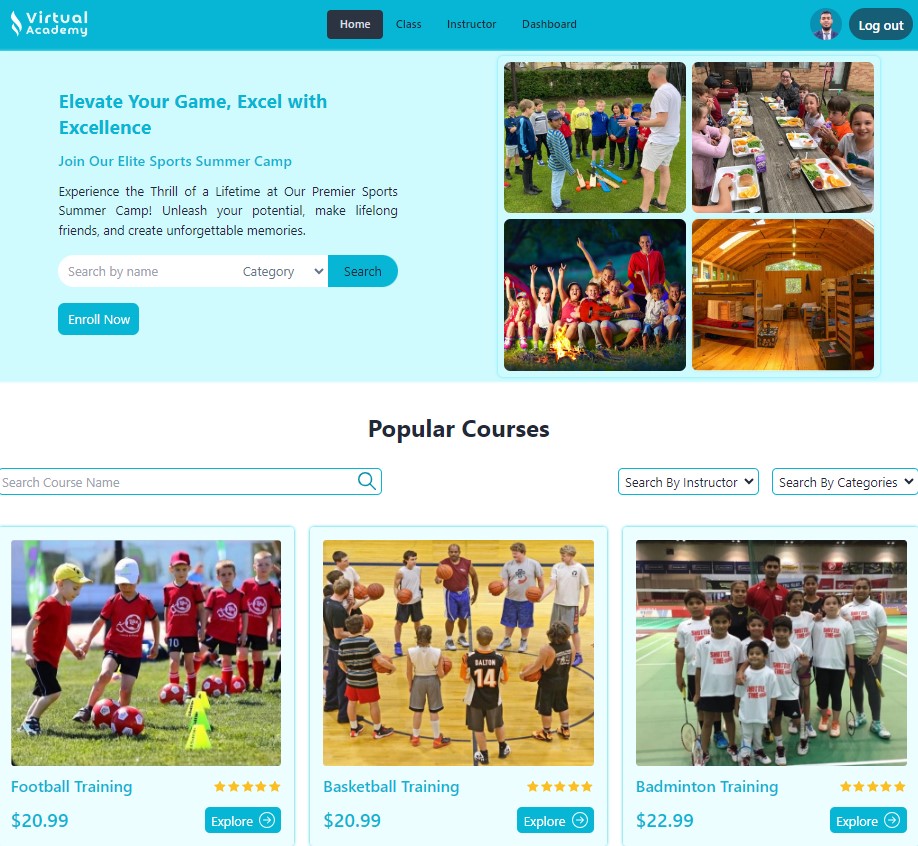 Virtual
Academy
Home
Class
Instructor
Dashboard
Log out
Elevate Your Game, Excel with
Excellence
Join Our Elite Sports Summer Camp
Experience the Thrill of a Lifetime at Our Premier Sports
Summer Camp! Unleash your potential, make lifelong
friends, and create unforgettable memories.
Search by name
Category
Search
Enroll Now
Popular Courses
Search Course Name
Search By Instructor
Search By Categories
10
DALTON
14
Football Training
Basketball Training
Badminton Training
$20.99
Explore
$20.99
Explore
$22.99
Explore